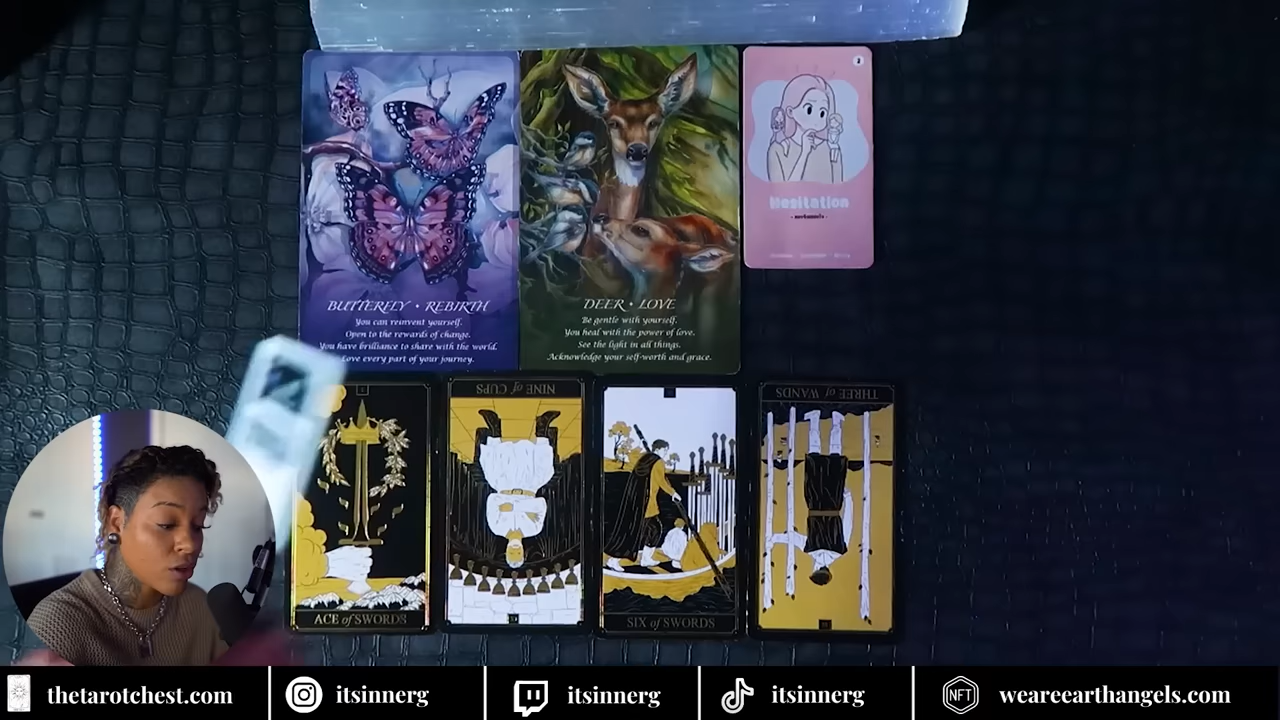 2
Hesitation
BUTTERFLY • REBIRTH
You can reinvent yourself.
Open to the rewards of change.
You have brilliance to share with the world.
Love every part of your journey.
DEER • LOVE
Be gentle with yourself.
You heal with the power of love.
See the light in all things.
Acknowledge your self-worth and grace.
ACE of SWORDS
NINE of CUPS
SIX of SWORDS
THREE of WANDS
thetarotchest.com
itsinnerg
itsinnerg
itsinnerg
NFT
weareearthangels.com